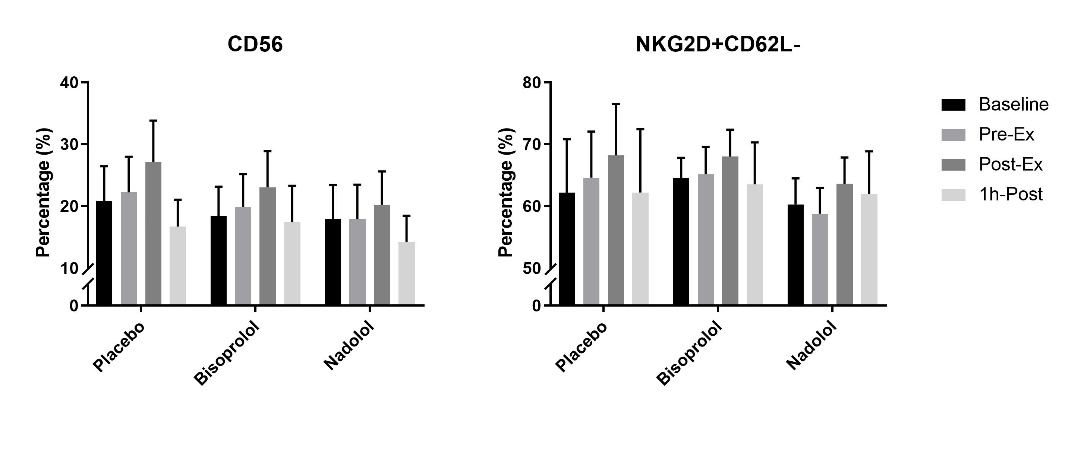 CD56
Percentage (%)
40
30
20
10
0
Placebo
Bisoprolol
Nadolol
NKG2D+CD62L-
Percentage (%)
80
70
60
50
0
Placebo
Bisoprolol
Nadolol
Baseline
Pre-Ex
Post-Ex
1h-Post